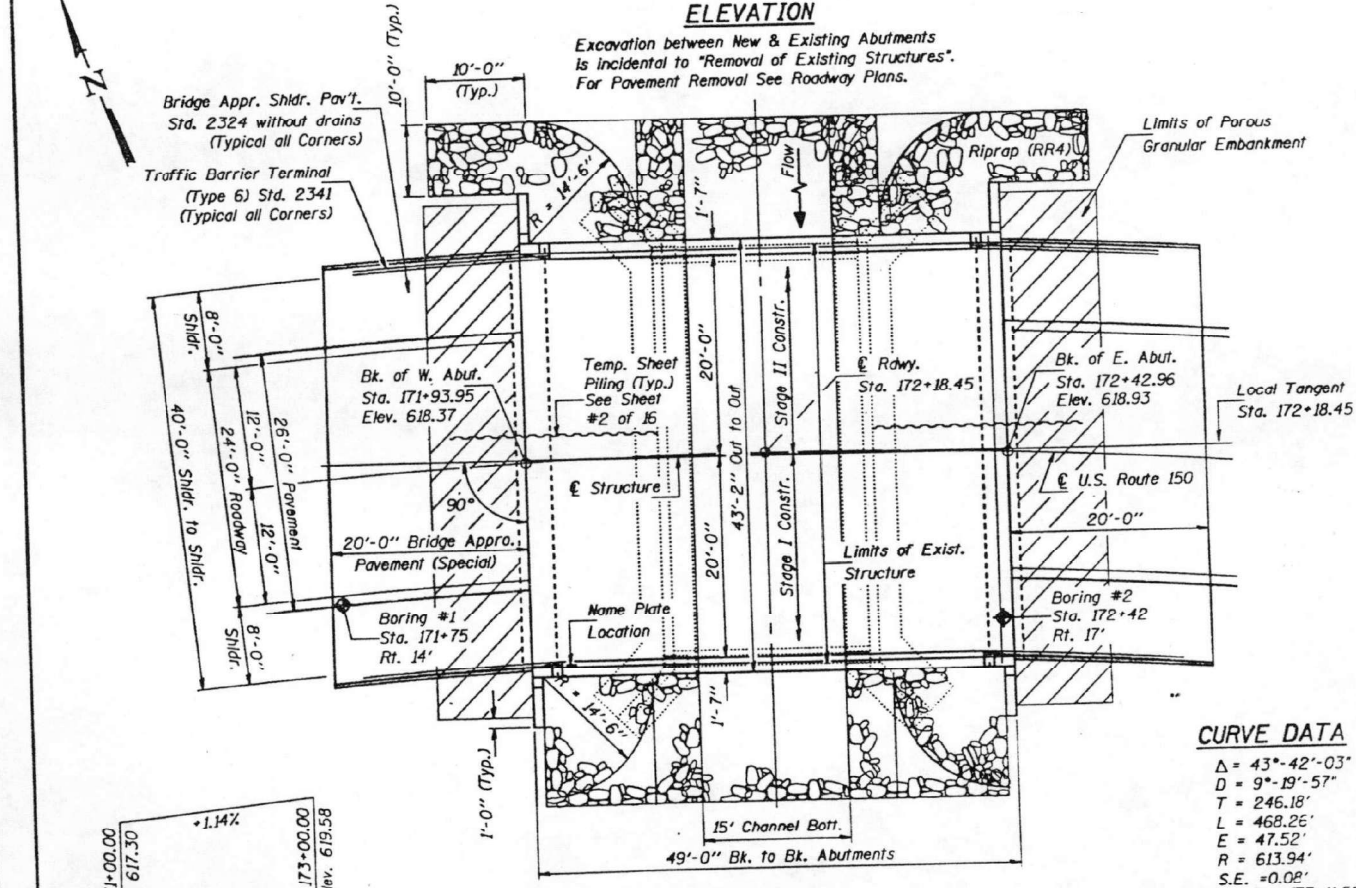 ELEVATION
Excavation between New & Existing Abutments
is incidental to "Removal of Existing Structures".
For Pavement Removal See Roadway Plans.
N
10'-0"
(Typ.)
10'-0" (Typ.)
Bridge Appr. Shldr. Pav't.
Std. 2324 without drains
(Typical all Corners)
Traffic Barrier Terminal
(Type 6) Std. 2341
(Typical all Corners)
R = 14'-6"
1'-7"
Flow
Riprap (RR4)
Limits of Porous
Granular Embankment
8'-0"
Shldr.
40'-0" Shldr. to Shldr.
24'-0" Roadway
12'-0"
12'-0"
26'-0" Pavement
8'-0"
Shldr.
Bk. of W. Abut.
Sta. 171+93.95
Elev. 618.37
Temp. Sheet
Piling (Typ.)
See Sheet
#2 of 16
20'-0"
43'-2" Out to Out
Stage II Constr.
℄ Rdwy.
Sta. 172+18.45
Bk. of E. Abut.
Sta. 172+42.96
Elev. 618.93
Local Tangent
Sta. 172+18.45
90°
℄ Structure
℄ U.S. Route 150
20'-0"
20'-0" Bridge Appro.
Pavement (Special)
20'-0"
Stage I Constr.
Limits of Exist.
Structure
Boring #1
Sta. 171+75
Rt. 14'
Name Plate
Location
Boring #2
Sta. 172+42
Rt. 17'
= 14'-6"
1'-7"
1'-0" (Typ.)
15' Channel Bott.
49'-0" Bk. to Bk. Abutments
CURVE DATA
Δ = 43°-42'-03"
D = 9°-19'-57"
T = 246.18'
L = 468.26'
E = 47.52'
R = 613.94'
S.E. =0.08'
+1.14%
1+00.00
617.30
173+00.00
lev. 619.58